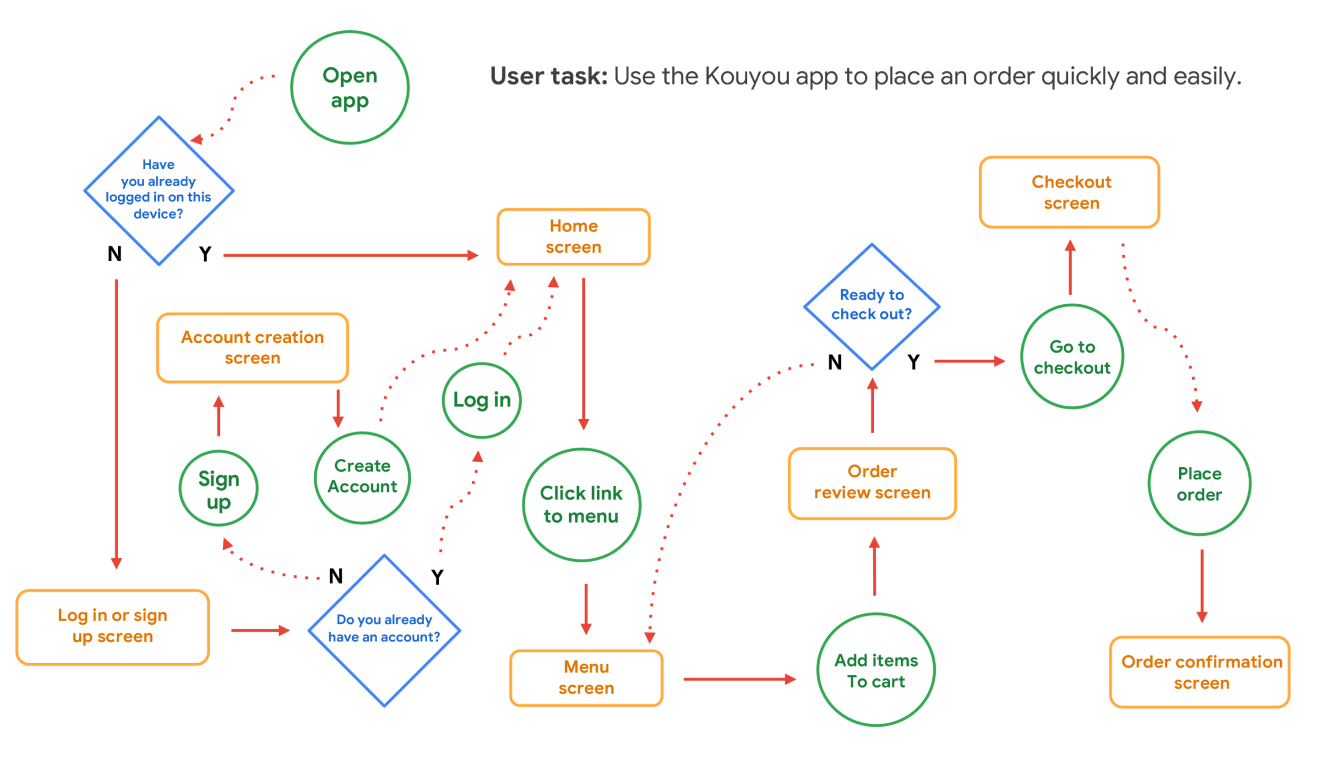 Open
app
User task: Use the Kouyou app to place an order quickly and easily.
Have
you already
logged in on this
device?
N
Y
Home
screen
Account creation
screen
Sign
up
Create
Account
Log in
Log in or sign
up screen
N
Y
Do you already
have an account?
Click link
to menu
Menu
screen
Add items
To cart
Order
review screen
Ready to
check out?
N
Y
Go to
checkout
Checkout
screen
Place
order
Order confirmation
screen